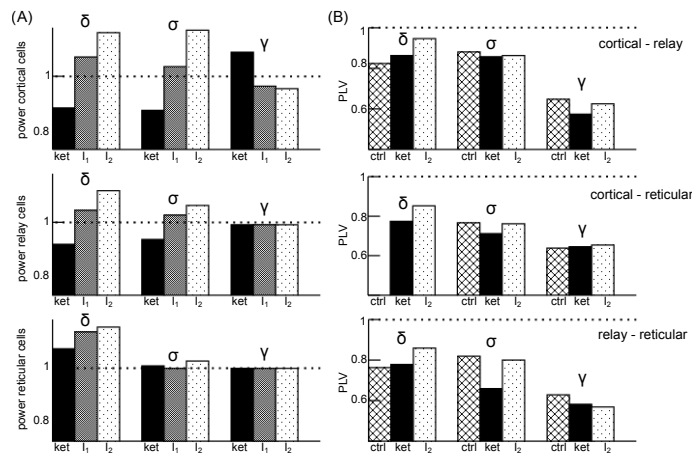 (A)
δ
σ
γ
power cortical cells
1
0.8
ket I₁ I₂ ket I₁ I₂ ket I₁ I₂
δ
σ
γ
power relay cells
1
0.8
ket I₁ I₂ ket I₁ I₂ ket I₁ I₂
δ
σ
γ
power reticular cells
1
0.8
ket I₁ I₂ ket I₁ I₂ ket I₁ I₂
(B)
cortical - relay
δ
σ
γ
PLV
1
0.8
0.6
ctrl ket I₂ ctrl ket I₂ ctrl ket I₂
cortical - reticular
δ
σ
γ
PLV
1
0.8
0.6
ctrl ket I₂ ctrl ket I₂ ctrl ket I₂
relay - reticular
δ
σ
γ
PLV
1
0.8
0.6
ctrl ket I₂ ctrl ket I₂ ctrl ket I₂